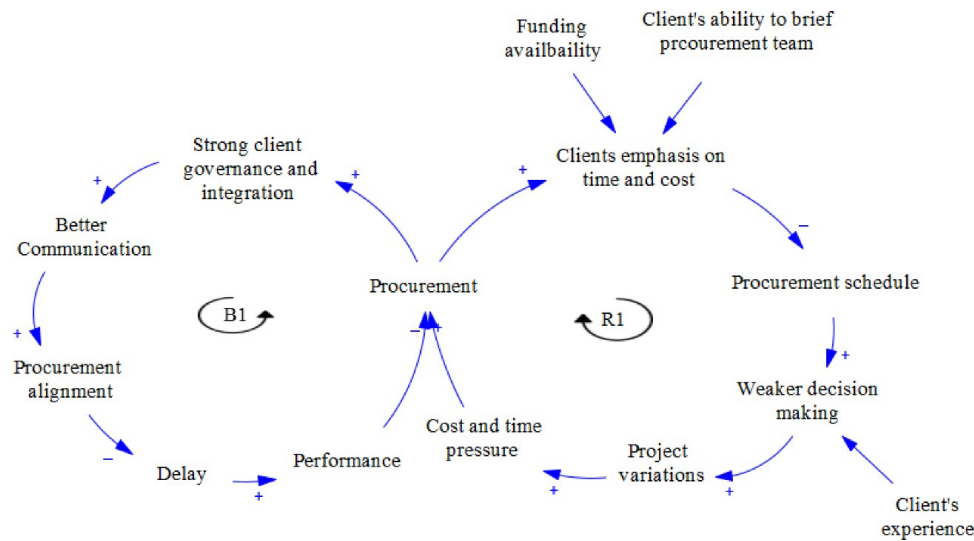 Funding
availbaility
Client's ability to brief
prcourement team
Strong client
governance and
integration
+
+
+
Clients emphasis on
time and cost
Better
Communication
–
Procurement
Procurement schedule
B1
R1
+
–
+
+
Procurement
alignment
Weaker decision
making
Cost and time
pressure
–
Delay
+
Performance
+
Project
variations
+
Client's
experience